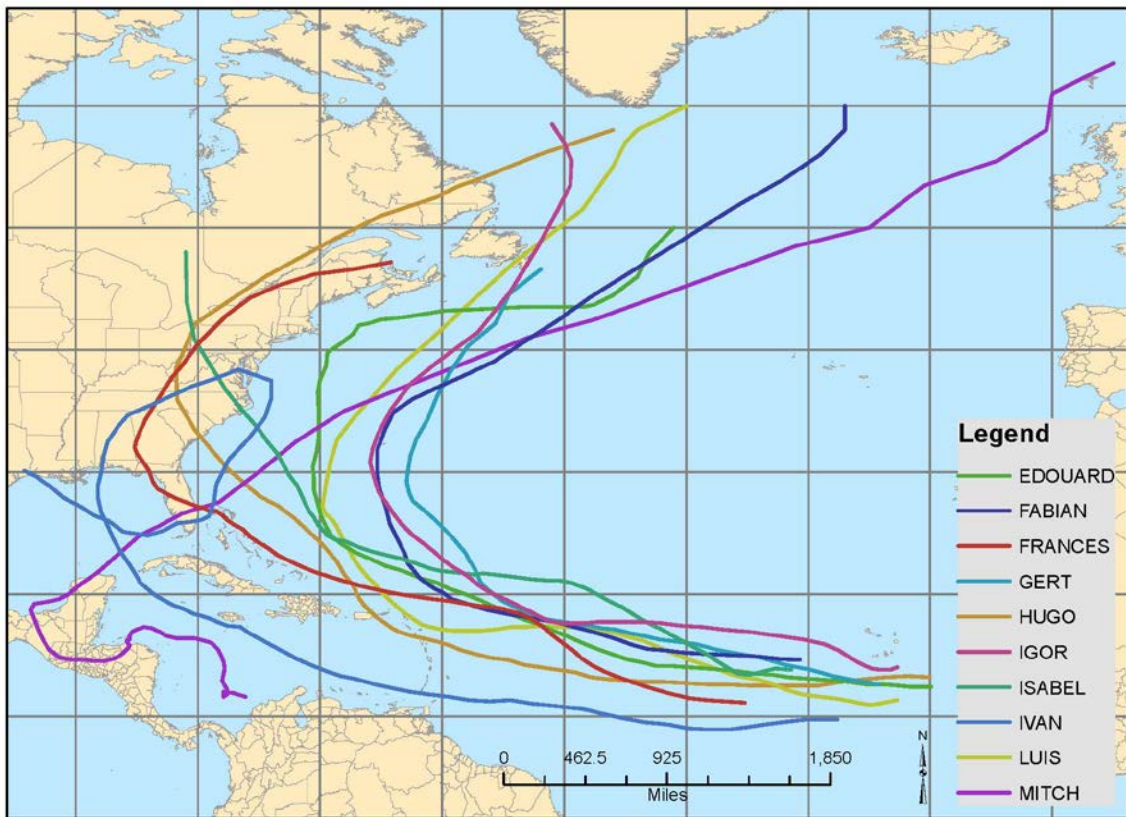 Legend
EDOUARD
FABIAN
FRANCES
GERT
HUGO
IGOR
ISABEL
IVAN
LUIS
MITCH
N
0 462.5 925 1,850
Miles